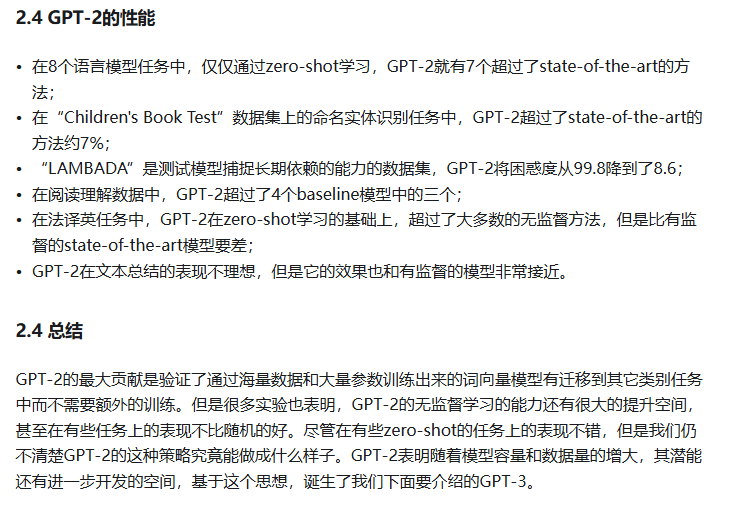 2.4 GPT-2的性能
• 在8个语言模型任务中，仅仅通过zero-shot学习，GPT-2就有7个超过了state-of-the-art的方
法；
• 在“Children's Book Test”数据集上的命名实体识别任务中，GPT-2超过了state-of-the-art的
方法约7%；
• “LAMBADA”是测试模型捕捉长期依赖的能力的数据集，GPT-2将困惑度从99.8降到了8.6；
• 在阅读理解数据中，GPT-2超过了4个baseline模型中的三个；
• 在法译英任务中，GPT-2在zero-shot学习的基础上，超过了大多数的无监督方法，但是比有监
督的state-of-the-art模型要差；
• GPT-2在文本总结的表现不理想，但是它的效果也和有监督的模型非常接近。
2.4 总结
GPT-2的最大贡献是验证了通过海量数据和大量参数训练出来的词向量模型有迁移到其它类别任务
中而不需要额外的训练。但是很多实验也表明，GPT-2的无监督学习的能力还有很大的提升空间，
甚至在有些任务上的表现不比随机的好。尽管在有些zero-shot的任务上的表现不错，但是我们仍
不清楚GPT-2的这种策略究竟能做成什么样子。GPT-2表明随着模型容量和数据量的增大，其潜能
还有进一步开发的空间，基于这个思想，诞生了我们下面要介绍的GPT-3。